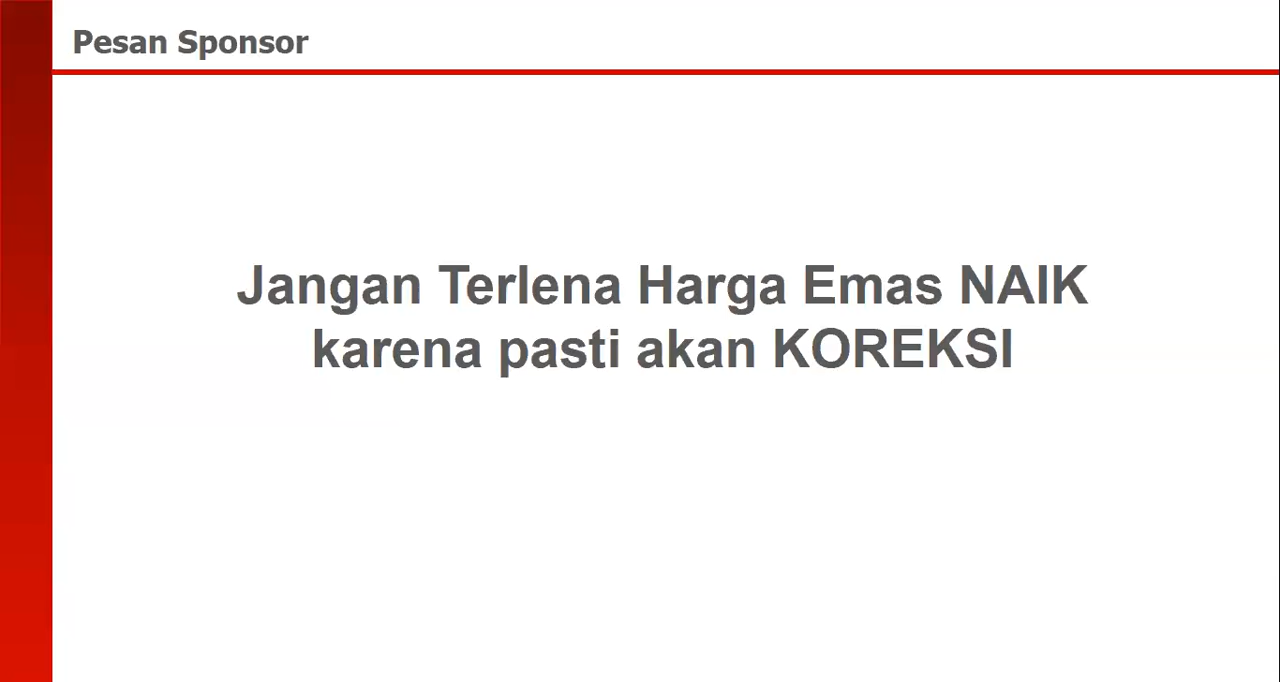 Pesan Sponsor
Jangan Terlena Harga Emas NAIK
karena pasti akan KOREKSI